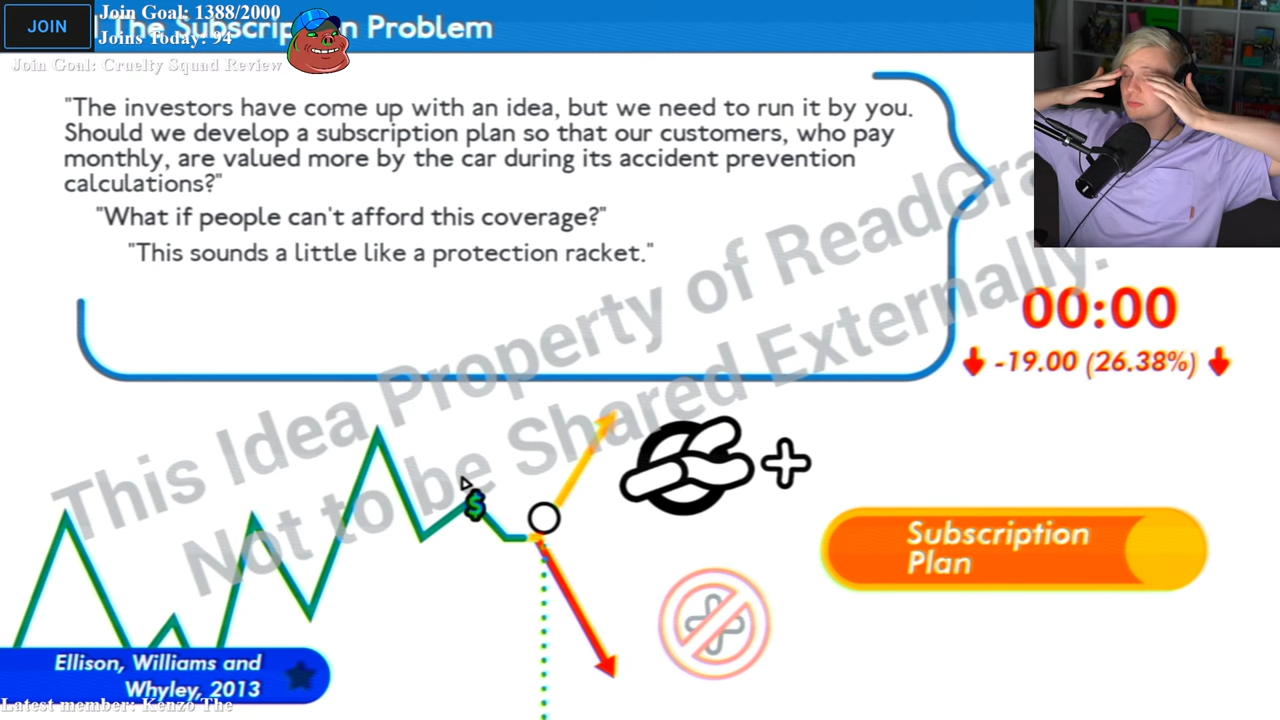 JOIN
Join Goal: 1388/2000
Joins Today: 94
The Subscription Problem
Join Goal: Cruelty Squad Review
"The investors have come up with an idea, but we need to run it by you.
Should we develop a subscription plan so that our customers, who pay
monthly, are valued more by the car during its accident prevention
calculations?"
"What if people can't afford this coverage?"
"This sounds a little like a protection racket."
This Idea Property of ReadGra
Not to be Shared Externally.
00:00
-19.00 (26.38%)
$
Subscription
Plan
Ellison, Williams and
Whyley, 2013
Latest member: Kenzo The